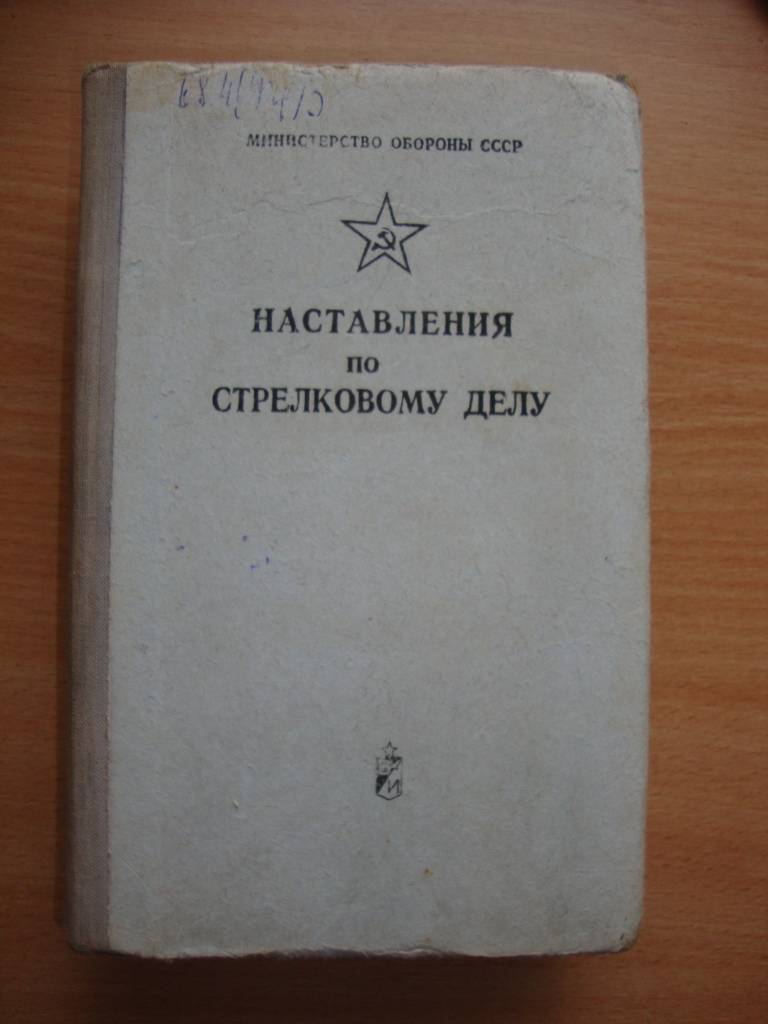 МИНИСТЕРСТВО ОБОРОНЫ СССР
НАСТАВЛЕНИЯ
ПО
СТРЕЛКОВОМУ ДЕЛУ